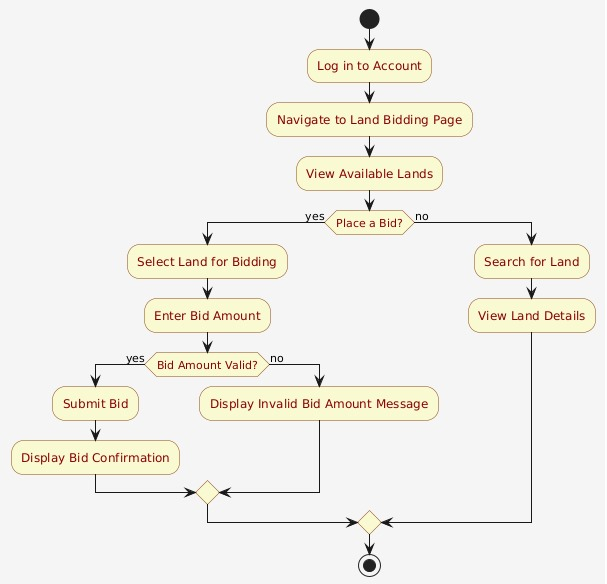 Log in to Account
Navigate to Land Bidding Page
View Available Lands
yes
Place a Bid?
no
Select Land for Bidding
Search for Land
Enter Bid Amount
View Land Details
yes
Bid Amount Valid?
no
Submit Bid
Display Invalid Bid Amount Message
Display Bid Confirmation